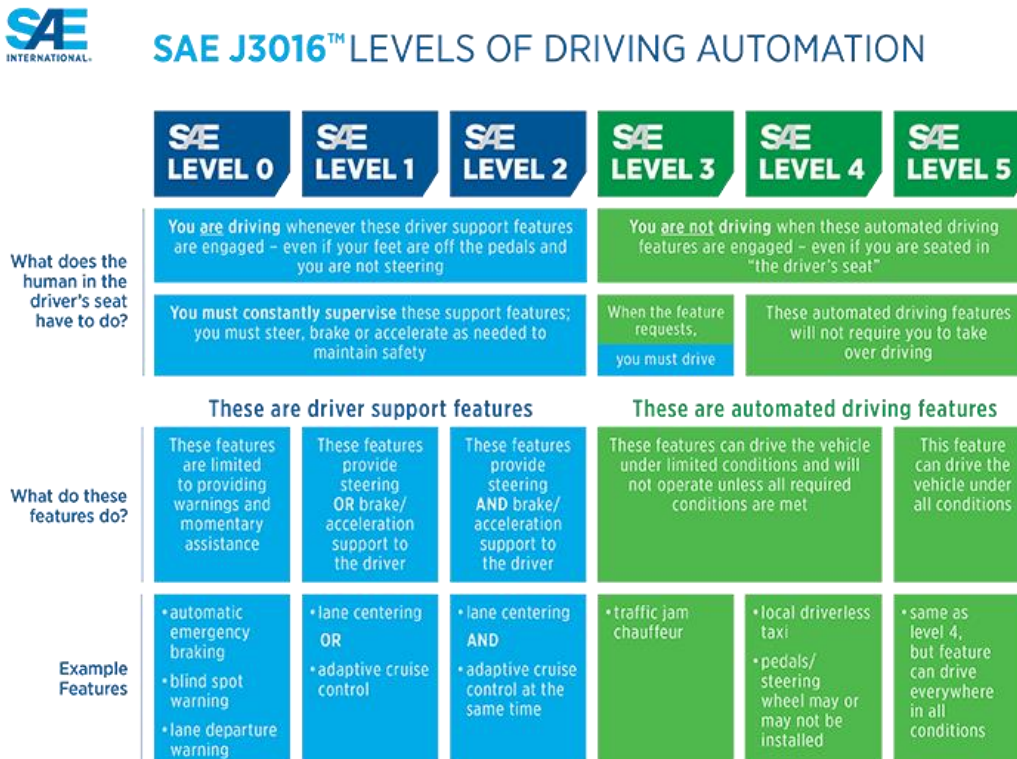 SAE
INTERNATIONAL.
SAE J3016™ LEVELS OF DRIVING AUTOMATION
SAE
LEVEL 0
SAE
LEVEL 1
SAE
LEVEL 2
SAE
LEVEL 3
SAE
LEVEL 4
SAE
LEVEL 5
What does the
human in the
driver's seat
have to do?
You are driving whenever these driver support features
are engaged – even if your feet are off the pedals and
you are not steering
You are not driving when these automated driving
features are engaged – even if you are seated in
"the driver's seat"
You must constantly supervise these support features;
you must steer, brake or accelerate as needed to
maintain safety
When the feature
requests,
you must drive
These automated driving features
will not require you to take
over driving
These are driver support features
These are automated driving features
What do these
features do?
These features
are limited
to providing
warnings and
momentary
assistance
These features
provide
steering
OR brake/
acceleration
support to
the driver
These features
provide
steering
AND brake/
acceleration
support to
the driver
These features can drive the vehicle
under limited conditions and will
not operate unless all required
conditions are met
This feature
can drive the
vehicle under
all conditions
Example
Features
•automatic
emergency
braking
•blind spot
warning
•lane departure
warning
•lane centering
OR
•adaptive cruise
control
•lane centering
AND
•adaptive cruise
control at the
same time
•traffic jam
chauffeur
•local driverless
taxi
•pedals/
steering
wheel may or
may not be
installed
•same as
level 4,
but feature
can drive
everywhere
in all
conditions